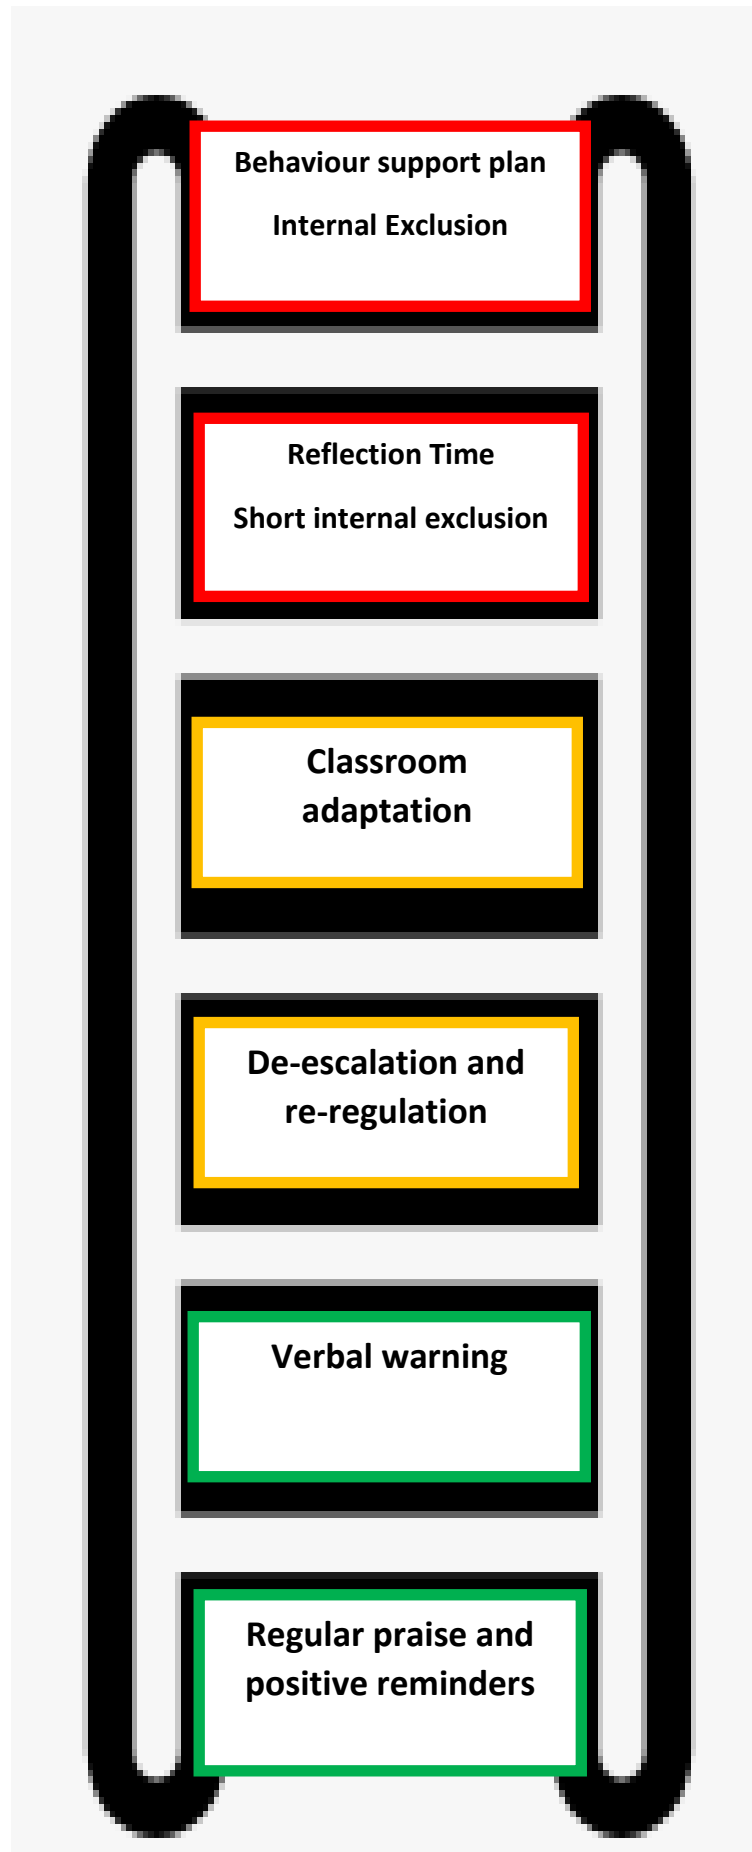 Behaviour support plan
Internal Exclusion
Reflection Time
Short internal exclusion
Classroom
adaptation
De-escalation and
re-regulation
Verbal warning
Regular praise and
positive reminders